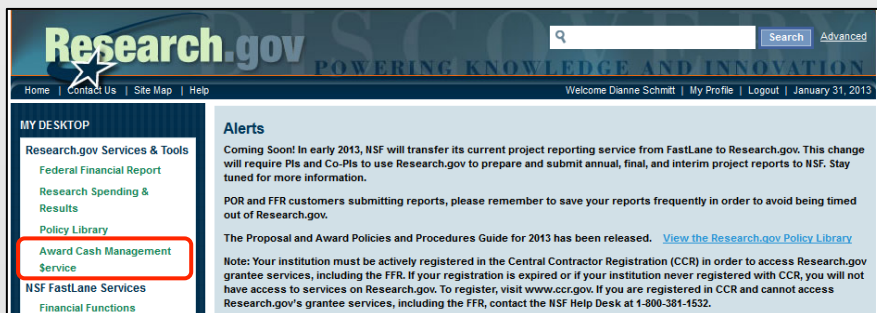 DISCOVERY
Research.gov
Search Advanced
POWERING KNOWLEDGE AND INNOVATION
Home | Contact Us | Site Map | Help
Welcome Dianne Schmitt | My Profile | Logout | January 31, 2013
MY DESKTOP
Research.gov Services & Tools
Federal Financial Report
Research Spending &
Results
Policy Library
Award Cash Management
$ervice
NSF FastLane Services
Financial Functions
Alerts
Coming Soon! In early 2013, NSF will transfer its current project reporting service from FastLane to Research.gov. This change
will require PIs and Co-PIs to use Research.gov to prepare and submit annual, final, and interim project reports to NSF. Stay
tuned for more information.
POR and FFR customers submitting reports, please remember to save your reports frequently in order to avoid being timed
out of Research.gov.
The Proposal and Award Policies and Procedures Guide for 2013 has been released. View the Research.gov Policy Library
Note: Your institution must be actively registered in the Central Contractor Registration (CCR) in order to access Research.gov
grantee services, including the FFR. If your registration is expired or if your institution never registered with CCR, you will not
have access to services on Research.gov. To register, visit www.ccr.gov. If you are registered in CCR and cannot access
Research.gov's grantee services, including the FFR, contact the NSF Help Desk at 1-800-381-1532.